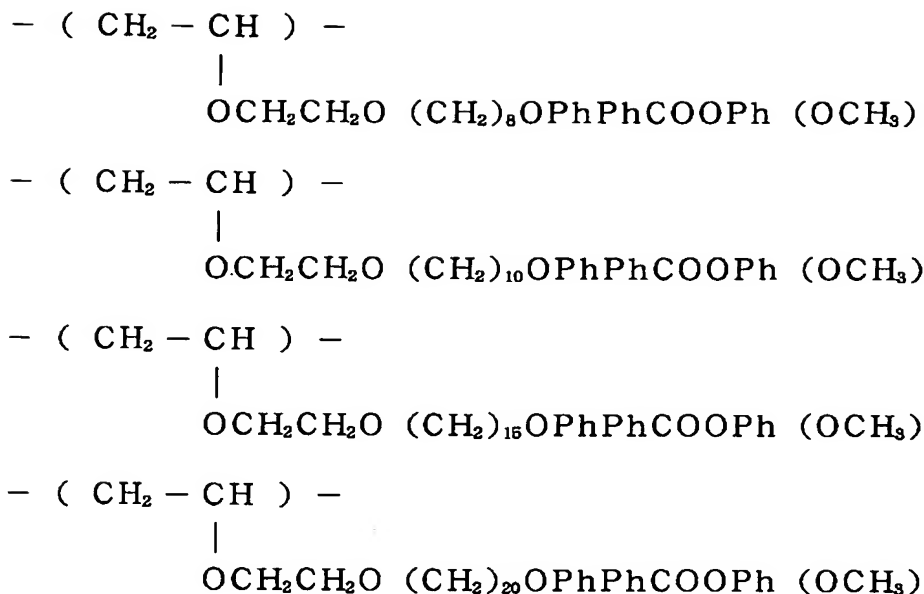 — ( CH₂ — CH ) —
|
OCH₂CH₂O (CH₂)₈OPhPhCOOPh (OCH₃)
— ( CH₂ — CH ) —
|
O.CH₂CH₂O (CH₂)₁₀OPhPhCOOPh (OCH₃)
— ( CH₂ — CH ) —
|
OCH₂CH₂O (CH₂)₁₅OPhPhCOOPh (OCH₃)
— ( CH₂ — CH ) —
|
OCH₂CH₂O (CH₂)₂₀OPhPhCOOPh (OCH₃)